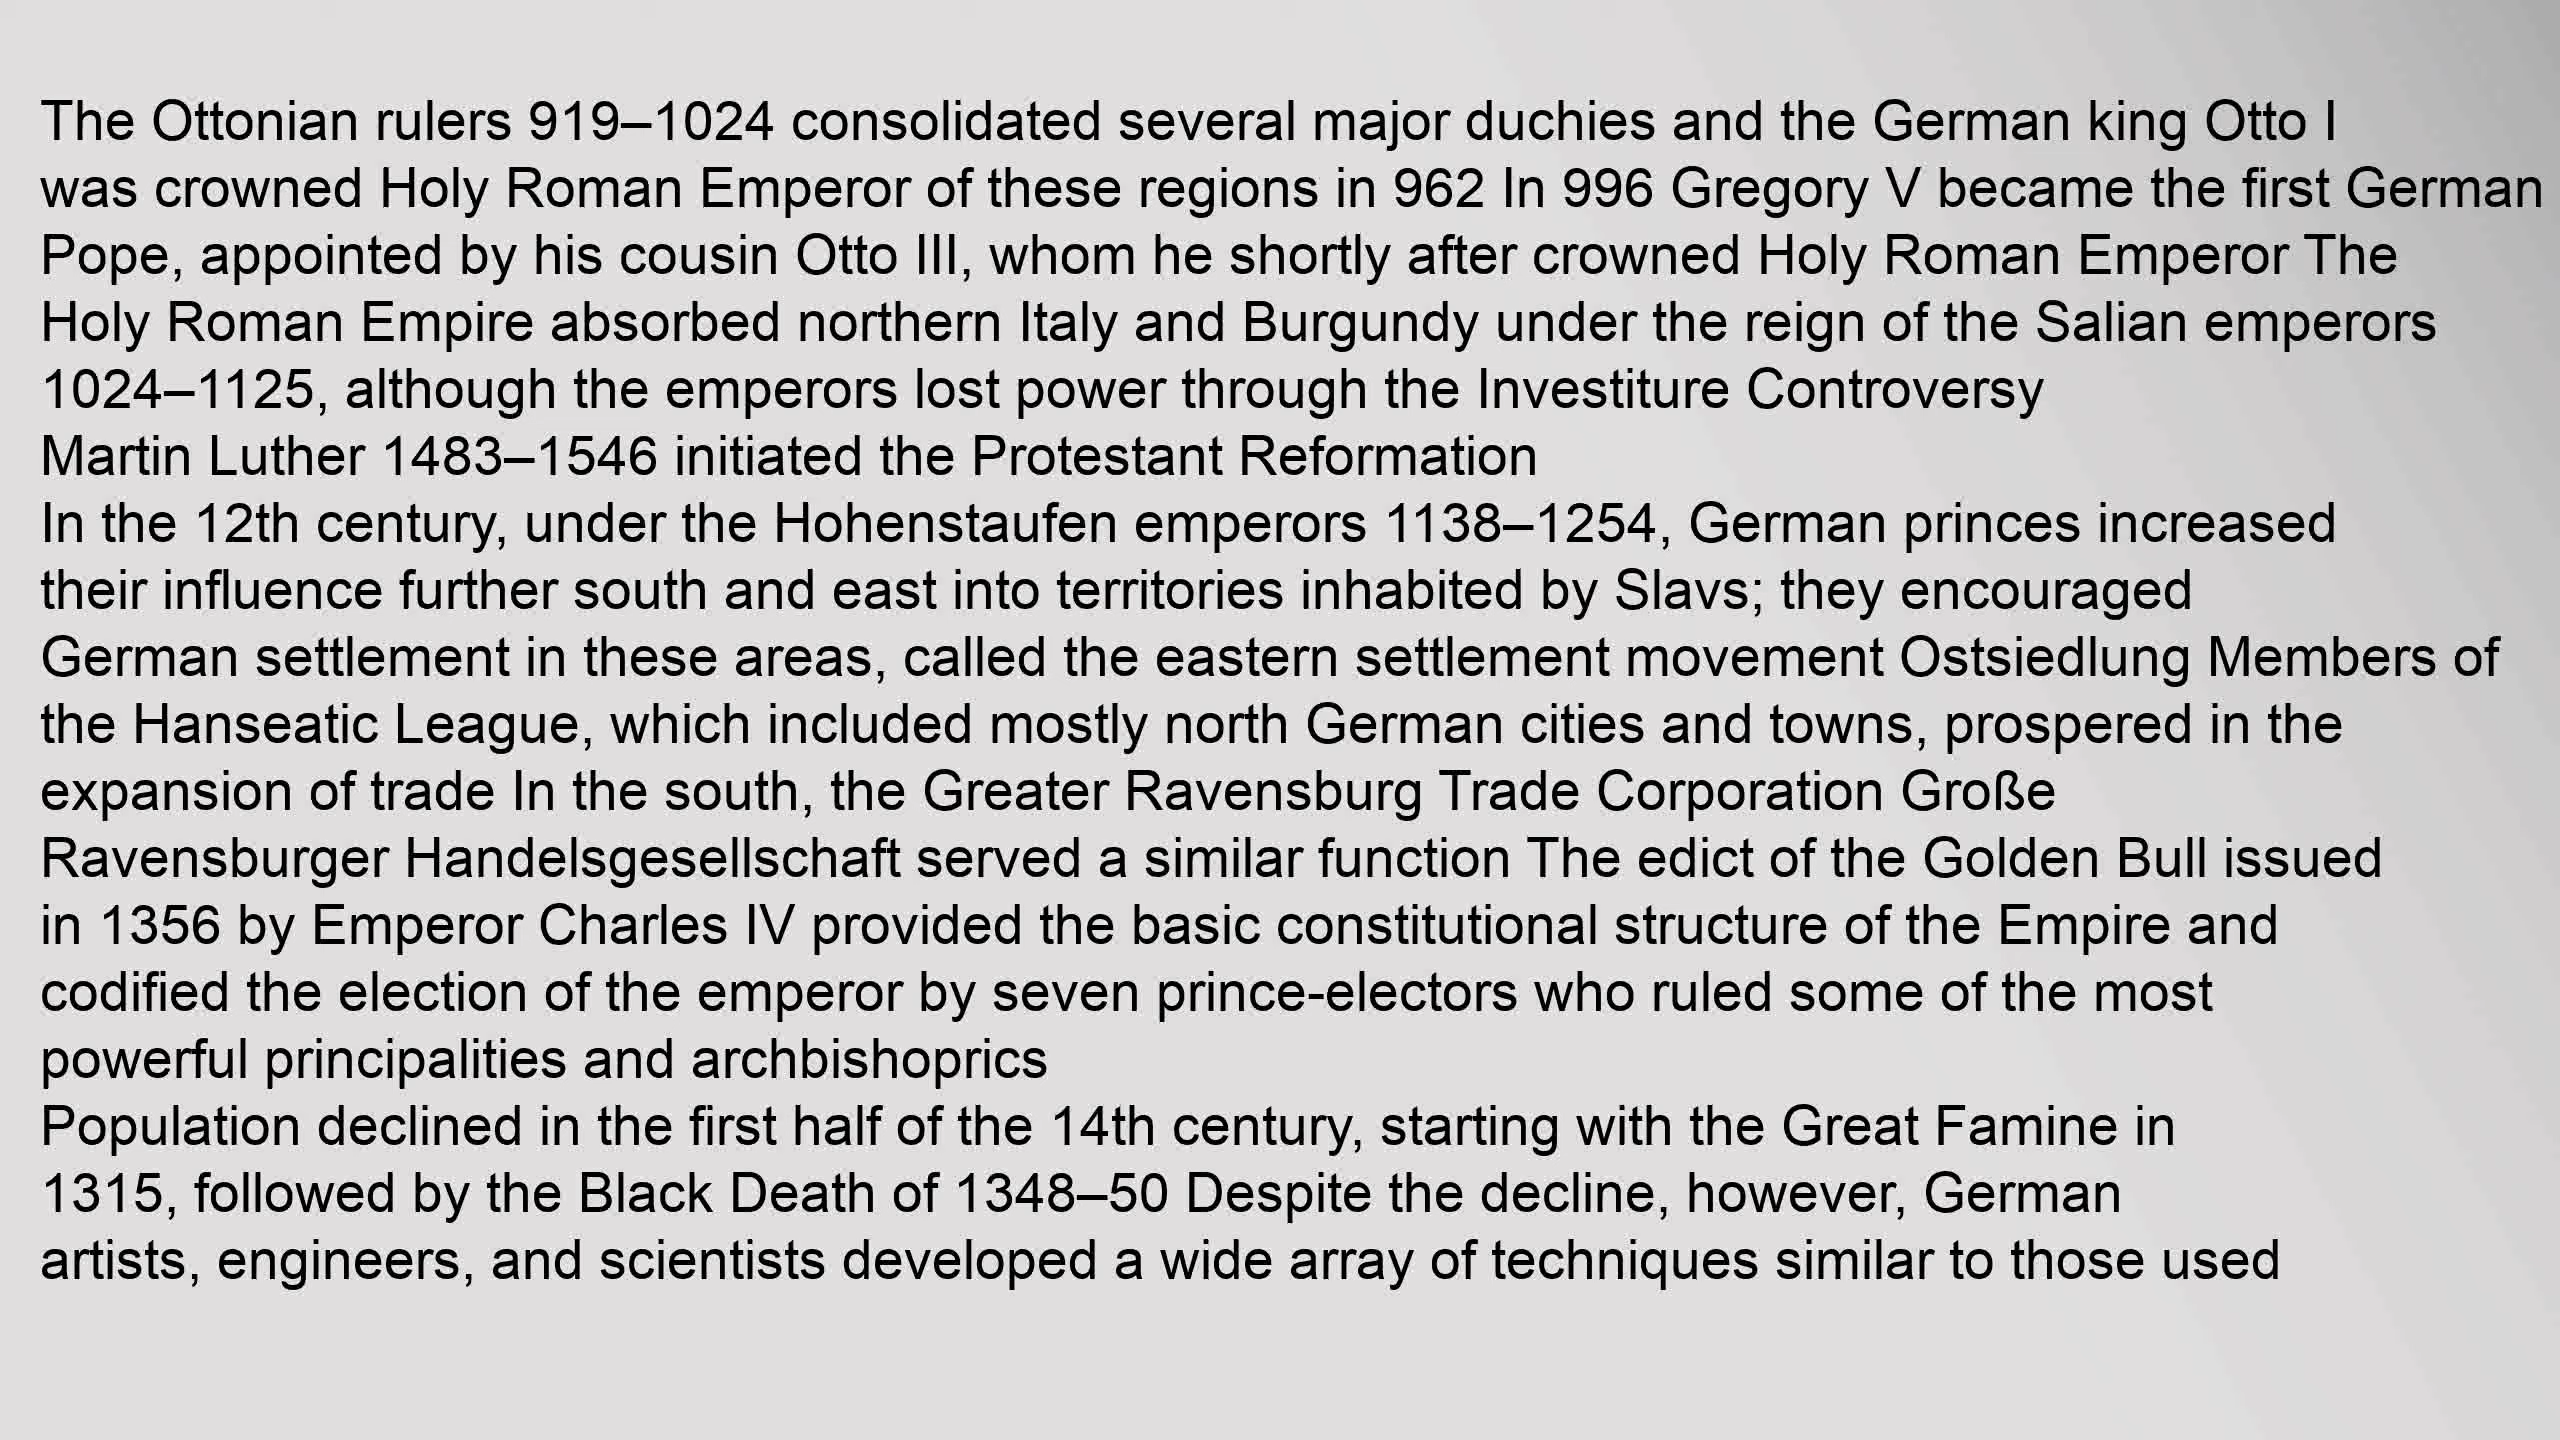 The Ottonian rulers 919–1024 consolidated several major duchies and the German king Otto I
was crowned Holy Roman Emperor of these regions in 962 In 996 Gregory V became the first German
Pope, appointed by his cousin Otto III, whom he shortly after crowned Holy Roman Emperor The
Holy Roman Empire absorbed northern Italy and Burgundy under the reign of the Salian emperors
1024–1125, although the emperors lost power through the Investiture Controversy
Martin Luther 1483–1546 initiated the Protestant Reformation
In the 12th century, under the Hohenstaufen emperors 1138–1254, German princes increased
their influence further south and east into territories inhabited by Slavs; they encouraged
German settlement in these areas, called the eastern settlement movement Ostsiedlung Members of
the Hanseatic League, which included mostly north German cities and towns, prospered in the
expansion of trade In the south, the Greater Ravensburg Trade Corporation Große
Ravensburger Handelsgesellschaft served a similar function The edict of the Golden Bull issued
in 1356 by Emperor Charles IV provided the basic constitutional structure of the Empire and
codified the election of the emperor by seven prince-electors who ruled some of the most
powerful principalities and archbishoprics
Population declined in the first half of the 14th century, starting with the Great Famine in
1315, followed by the Black Death of 1348–50 Despite the decline, however, German
artists, engineers, and scientists developed a wide array of techniques similar to those used